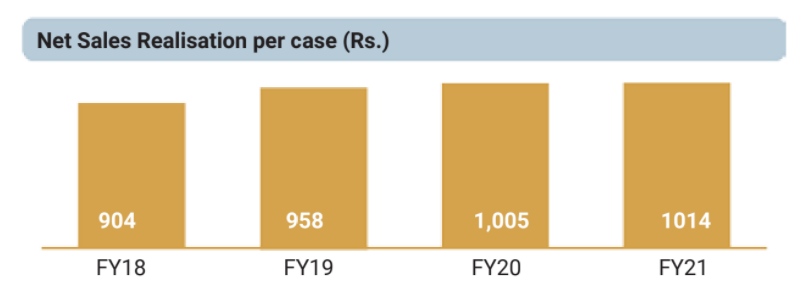 Net Sales Realisation per case (Rs.)
904 958 1,005 1014
FY18 FY19 FY20 FY21